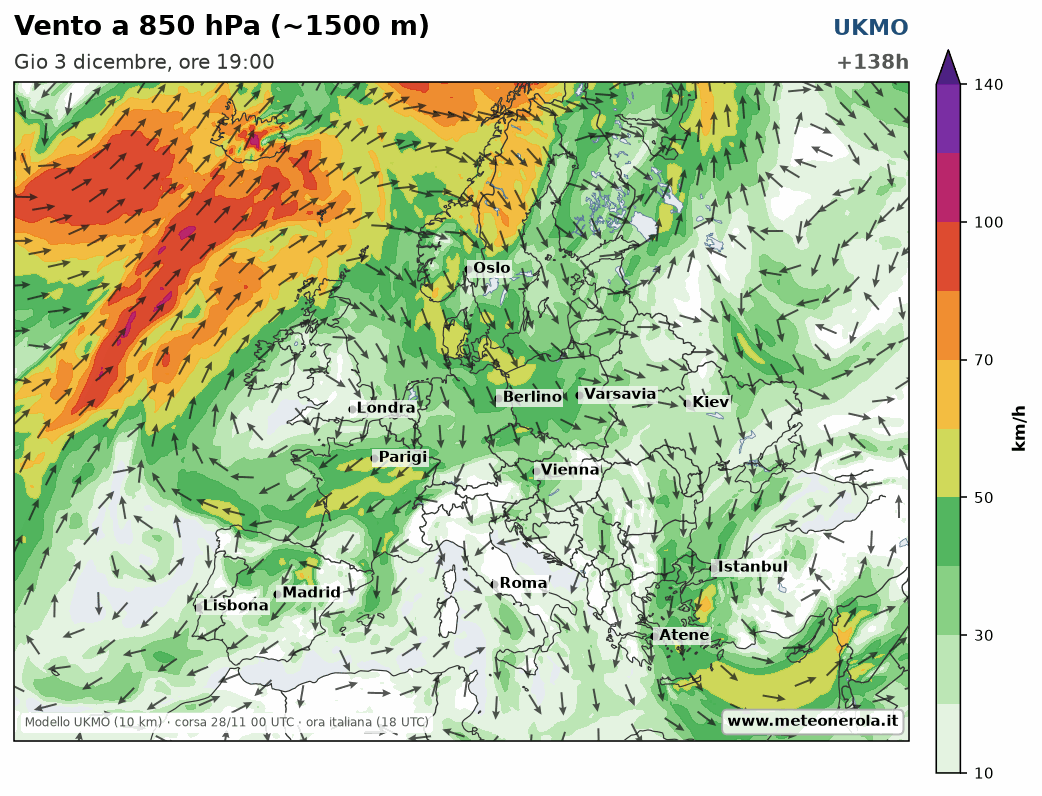 Vento a 850 hPa (~1500 m)
UKMO
Gio 3 dicembre, ore 19:00
+138h
140
100
70
50
30
10
km/h
Oslo
Berlino
Varsavia
Kiev
Londra
Parigi
Vienna
Istanbul
Roma
Madrid
Lisbona
Atene
Modello UKMO (10 km) · corsa 28/11 00 UTC · ora italiana (18 UTC)
www.meteonerola.it